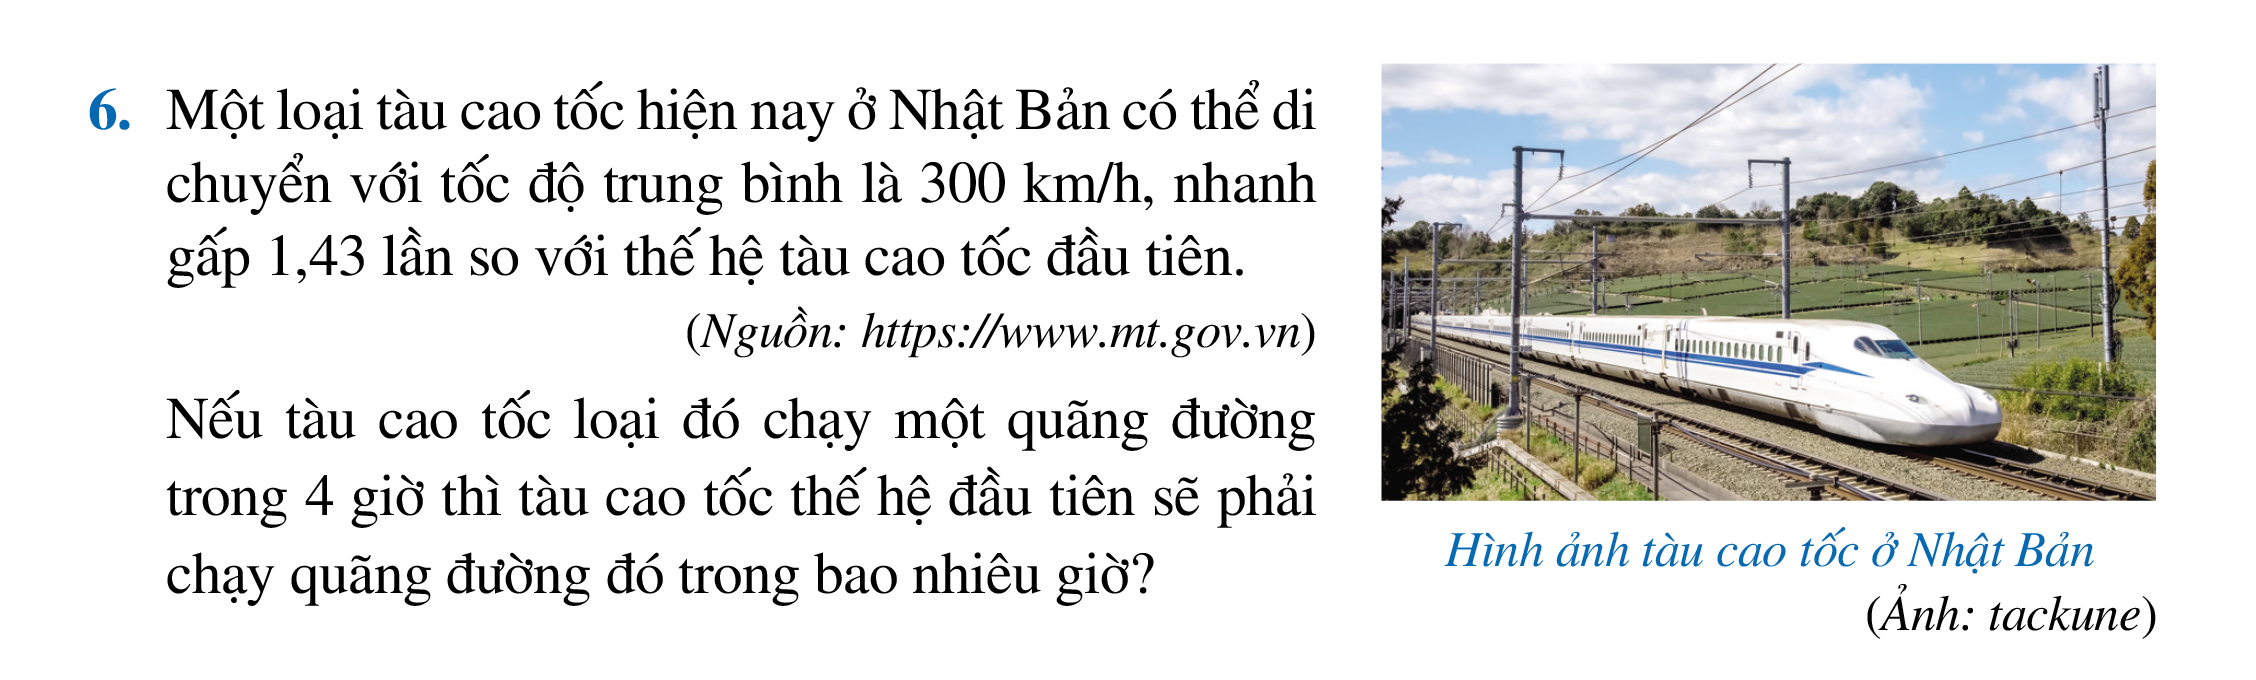 6. Một loại tàu cao tốc hiện nay ở Nhật Bản có thể di
chuyển với tốc độ trung bình là 300 km/h, nhanh
gấp 1,43 lần so với thế hệ tàu cao tốc đầu tiên.
(Nguồn: https://www.mt.gov.vn)
Nếu tàu cao tốc loại đó chạy một quãng đường
trong 4 giờ thì tàu cao tốc thế hệ đầu tiên sẽ phải
chạy quãng đường đó trong bao nhiêu giờ?
Hình ảnh tàu cao tốc ở Nhật Bản
(Ảnh: tackune)